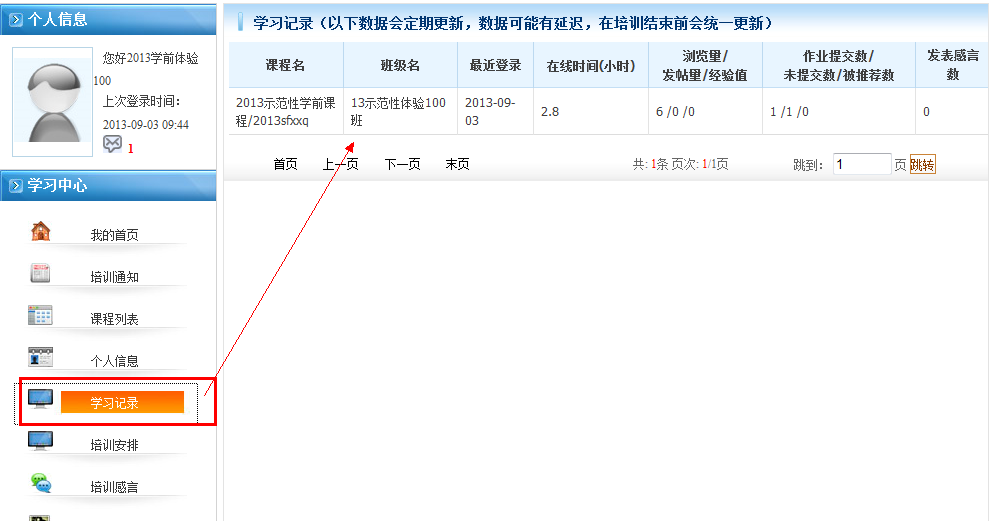 个人信息
您好2013学前体验
100
上次登录时间：
2013-09-03 09:44
1
学习中心
我的首页
培训通知
课程列表
个人信息
学习记录
培训安排
培训感言
学习记录（以下数据会定期更新，数据可能有延迟，在培训结束前会统一更新）
课程名 班级名 最近登录 在线时间(小时) 浏览量/ 作业提交数/ 发表感言
发帖量/经验值 未提交数/被推荐数 数
2013示范性学前课 13示范性体验100 2013-09- 2.8 6 /0 /0 1 /1 /0 0
程/2013sfxxq 班 03
首页 上一页 下一页 末页 共: 1条 页次: 1/1页 跳到： 1 页 跳转